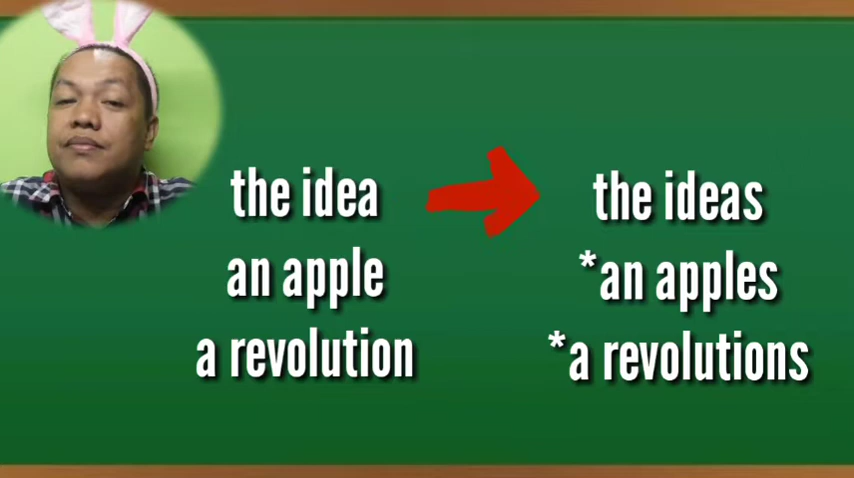 the idea
an apple
a revolution
the ideas
*an apples
*a revolutions